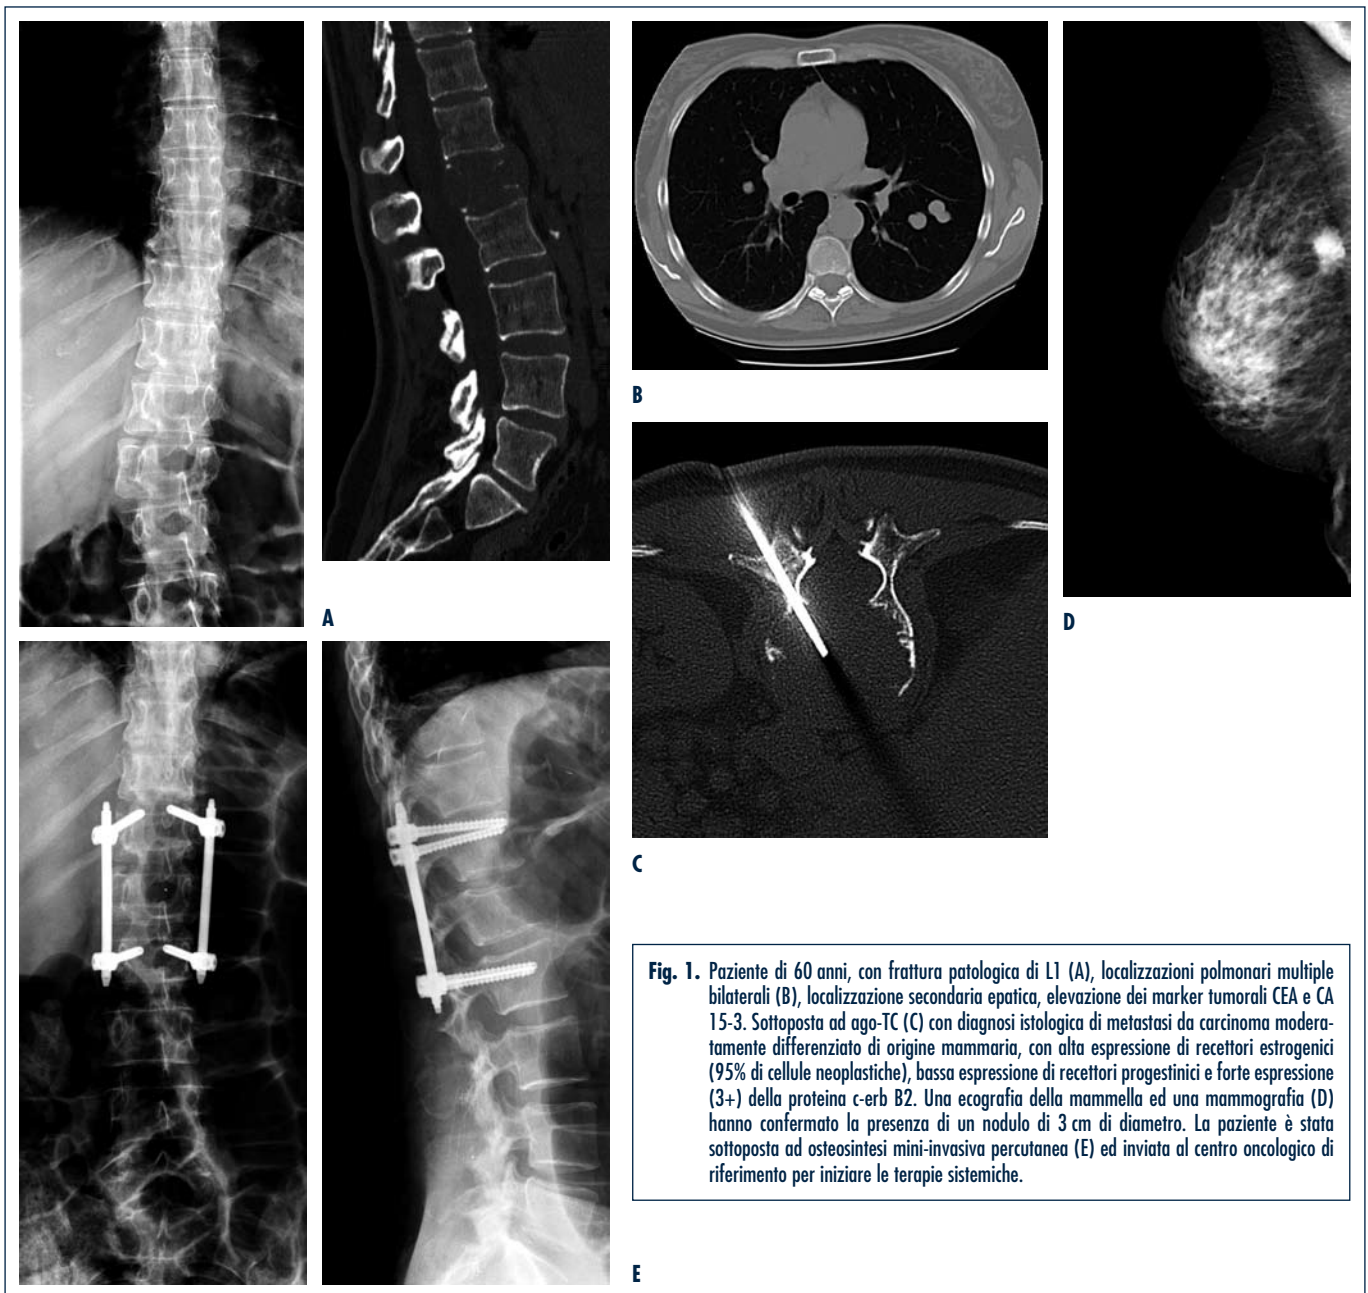 A
B
C
D
E
Fig. 1. Paziente di 60 anni, con frattura patologica di L1 (A), localizzazioni polmonari multiple
bilaterali (B), localizzazione secondaria epatica, elevazione dei marker tumorali CEA e CA
15-3. Sottoposta ad ago-TC (C) con diagnosi istologica di metastasi da carcinoma modera-
tamente differenziato di origine mammaria, con alta espressione di recettori estrogenici
(95% di cellule neoplastiche), bassa espressione di recettori progestinici e forte espressione
(3+) della proteina c-erb B2. Una ecografia della mammella ed una mammografia (D)
hanno confermato la presenza di un nodulo di 3 cm di diametro. La paziente è stata
sottoposta ad osteosintesi mini-invasiva percutanea (E) ed inviata al centro oncologico di
riferimento per iniziare le terapie sistemiche.